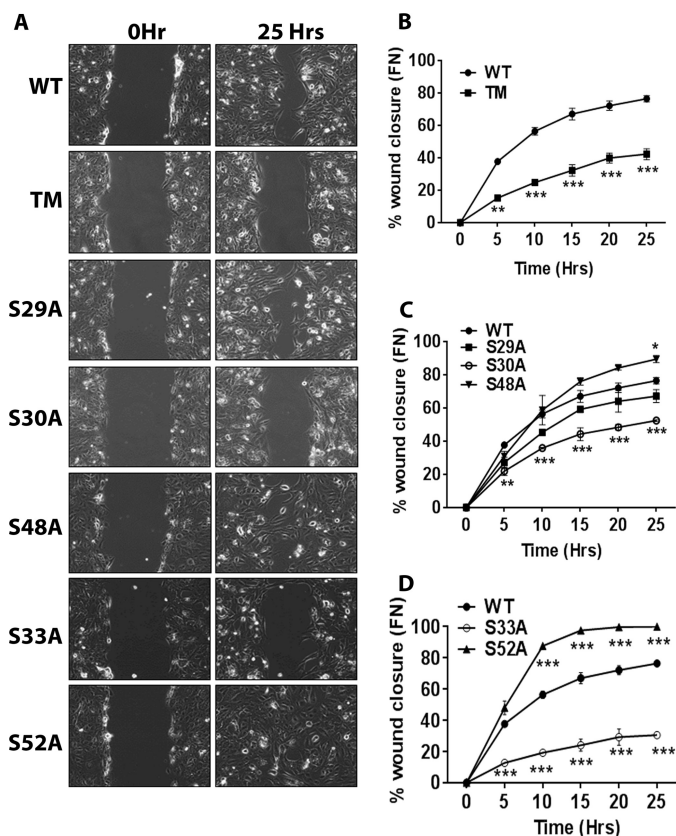 A
0Hr
25 Hrs
WT
TM
S29A
S30A
S48A
S33A
S52A
B
% wound closure (FN)
100
80
60
40
20
0
WT
TM
**
***
***
***
***
0 5 10 15 20 25
Time (Hrs)
C
% wound closure (FN)
100
80
60
40
20
0
WT
S29A
S30A
S48A
*
**
***
***
***
***
0 5 10 15 20 25
Time (Hrs)
D
% wound closure (FN)
100
80
60
40
20
0
WT
S33A
S52A
*** *** *** ***
*** *** *** *** ***
0 5 10 15 20 25
Time (Hrs)